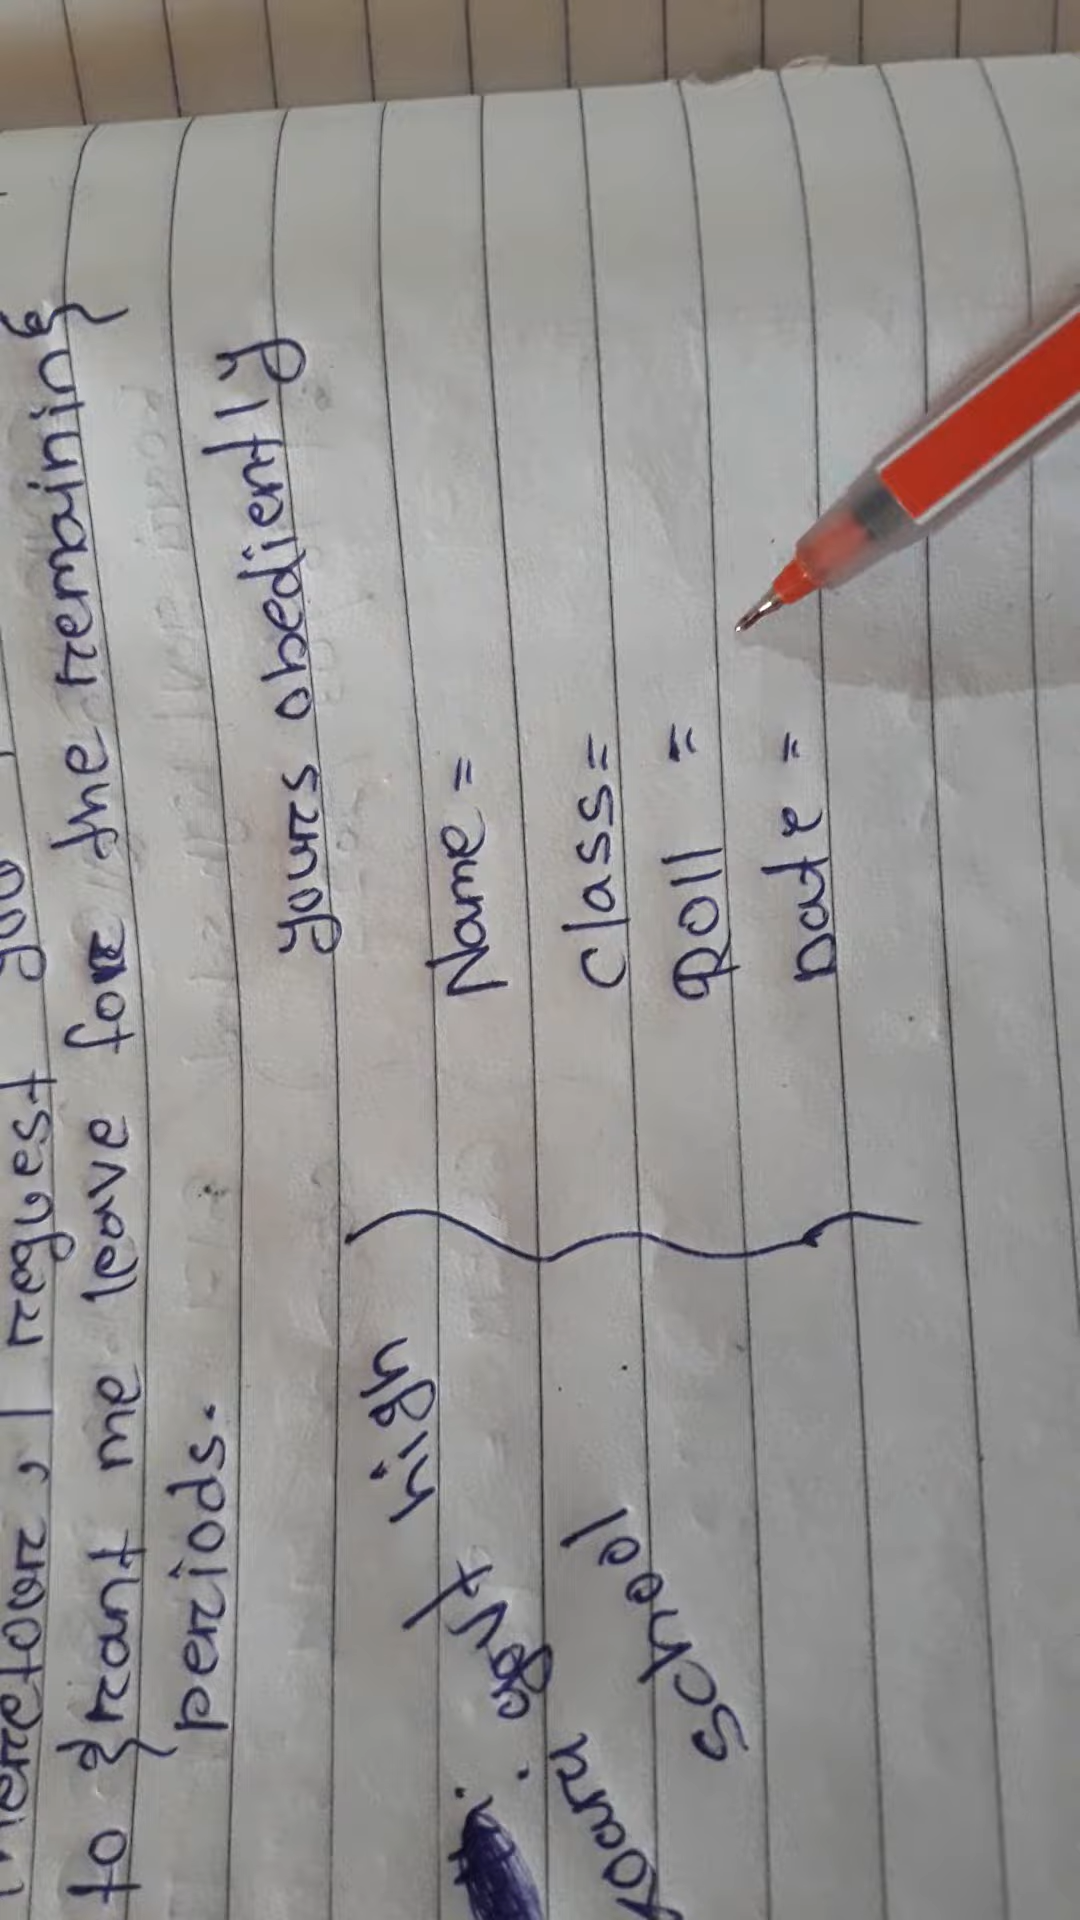 I request you
to grant me leave for the remaining
periods.
yours obediently
Name =
Class =
Roll =
Date =
govt high
school